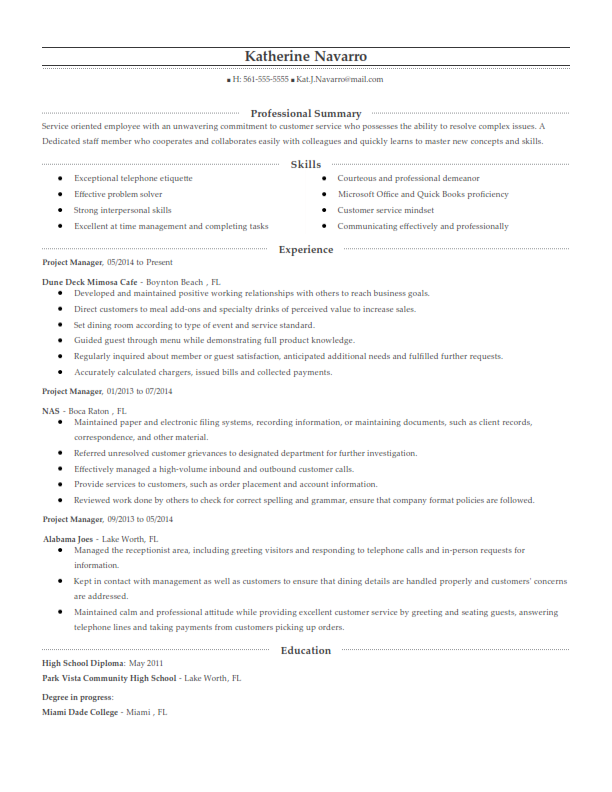 Katherine Navarro
■ H: 561-555-5555 ■ Kat.J.Navarro@mail.com
Professional Summary
Service oriented employee with an unwavering commitment to customer service who possesses the ability to resolve complex issues. A
Dedicated staff member who cooperates and collaborates easily with colleagues and quickly learns to master new concepts and skills.
Skills
● Exceptional telephone etiquette
● Effective problem solver
● Strong interpersonal skills
● Excellent at time management and completing tasks
● Courteous and professional demeanor
● Microsoft Office and Quick Books proficiency
● Customer service mindset
● Communicating effectively and professionally
Experience
Project Manager, 05/2014 to Present
Dune Deck Mimosa Cafe - Boynton Beach , FL
● Developed and maintained positive working relationships with others to reach business goals.
● Direct customers to meal add-ons and specialty drinks of perceived value to increase sales.
● Set dining room according to type of event and service standard.
● Guided guest through menu while demonstrating full product knowledge.
● Regularly inquired about member or guest satisfaction, anticipated additional needs and fulfilled further requests.
● Accurately calculated chargers, issued bills and collected payments.
Project Manager, 01/2013 to 07/2014
NAS - Boca Raton , FL
● Maintained paper and electronic filing systems, recording information, or maintaining documents, such as client records,
correspondence, and other material.
● Referred unresolved customer grievances to designated department for further investigation.
● Effectively managed a high-volume inbound and outbound customer calls.
● Provide services to customers, such as order placement and account information.
● Reviewed work done by others to check for correct spelling and grammar, ensure that company format policies are followed.
Project Manager, 09/2013 to 05/2014
Alabama Joes - Lake Worth, FL
● Managed the receptionist area, including greeting visitors and responding to telephone calls and in-person requests for
information.
● Kept in contact with management as well as customers to ensure that dining details are handled properly and customers' concerns
are addressed.
● Maintained calm and professional attitude while providing excellent customer service by greeting and seating guests, answering
telephone lines and taking payments from customers picking up orders.
Education
High School Diploma: May 2011
Park Vista Community High School - Lake Worth, FL
Degree in progress:
Miami Dade College - Miami , FL